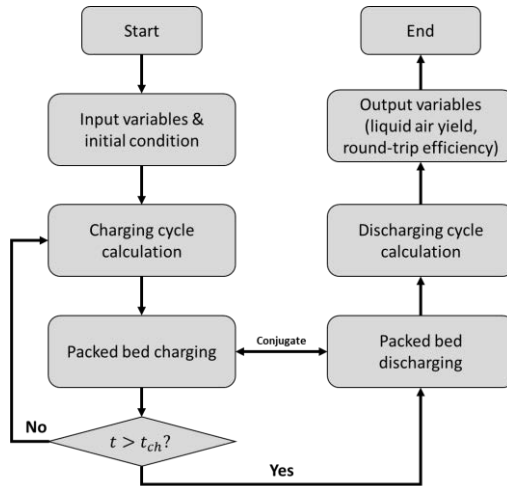 Start
Input variables &
initial condition
Charging cycle
calculation
Packed bed charging
t > t_ch?
No
Yes
Conjugate
Packed bed
discharging
Discharging cycle
calculation
Output variables
(liquid air yield,
round-trip efficiency)
End